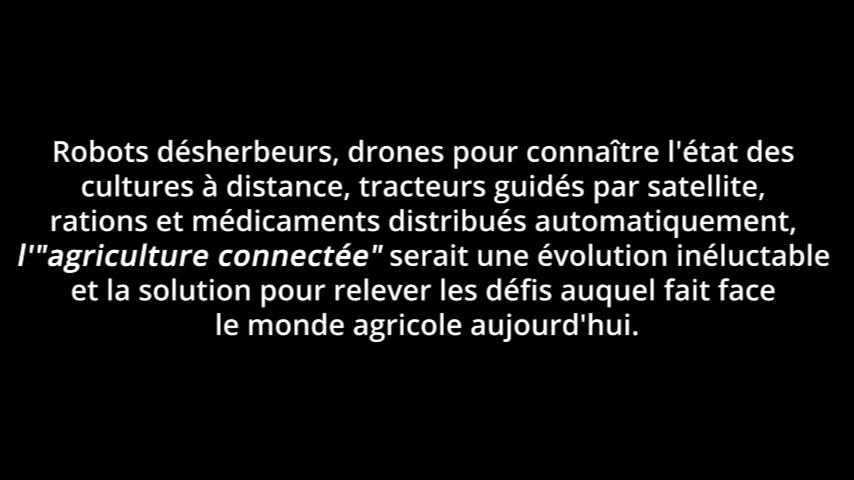 Robots désherbeurs, drones pour connaître l'état des
cultures à distance, tracteurs guidés par satellite,
rations et médicaments distribués automatiquement,
l'"agriculture connectée" serait une évolution inéluctable
et la solution pour relever les défis auquel fait face
le monde agricole aujourd'hui.